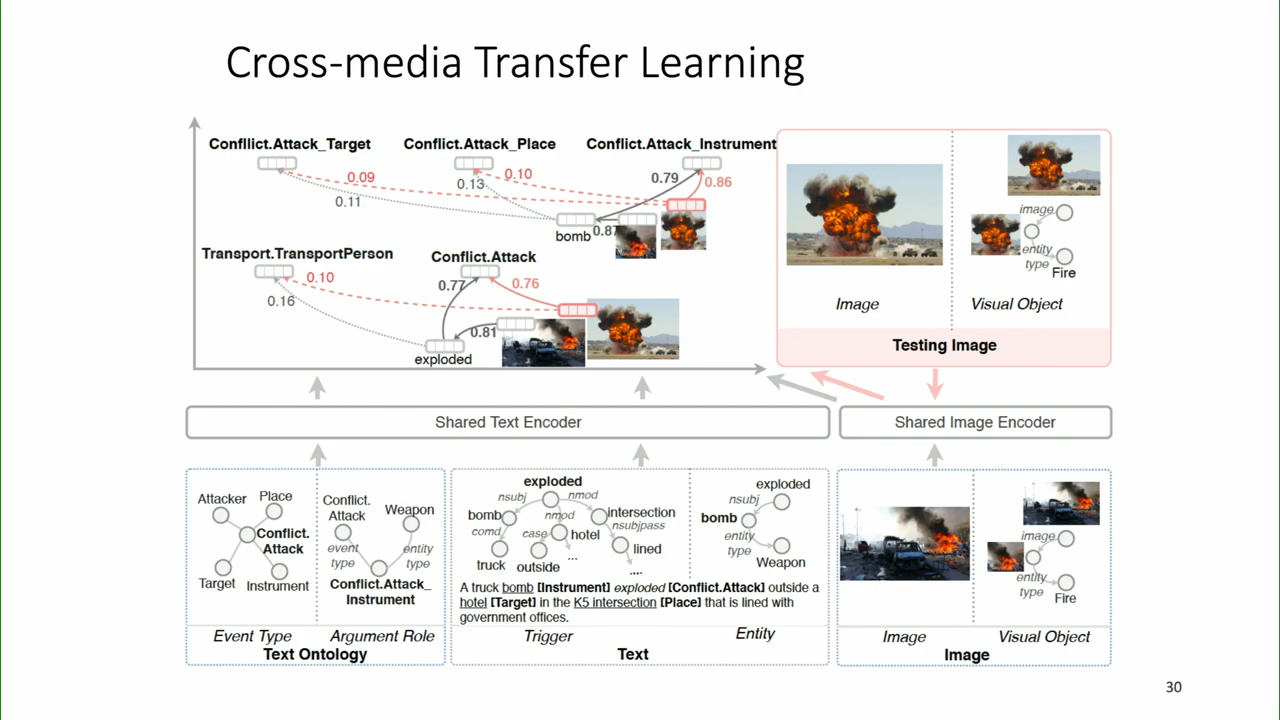 Cross-media Transfer Learning
Confllict.Attack_Target
Conflict.Attack_Place
Conflict.Attack_Instrument
0.09
0.11
0.13
0.10
0.79
0.86
bomb
0.87
Transport.TransportPerson
0.10
0.16
Conflict.Attack
0.77
0.76
0.81
exploded
image
entity
type
Fire
Image
Visual Object
Testing Image
Shared Text Encoder
Shared Image Encoder
Attacker
Place
Conflict.
Attack
Target
Instrument
Conflict.
Attack
Weapon
event
type
entity
type
Conflict.Attack_
Instrument
Event Type
Argument Role
Text Ontology
exploded
nsubj
nmod
bomb
nmod
intersection
comd
case
hotel
nsubjpass
lined
truck
outside
...
....
A truck bomb [Instrument] exploded [Conflict.Attack] outside a
hotel [Target] in the K5 intersection [Place] that is lined with
government offices.
Trigger
exploded
nsubj
bomb
entity
type
Weapon
Entity
Text
image
entity
type
Fire
Image
Visual Object
Image
30